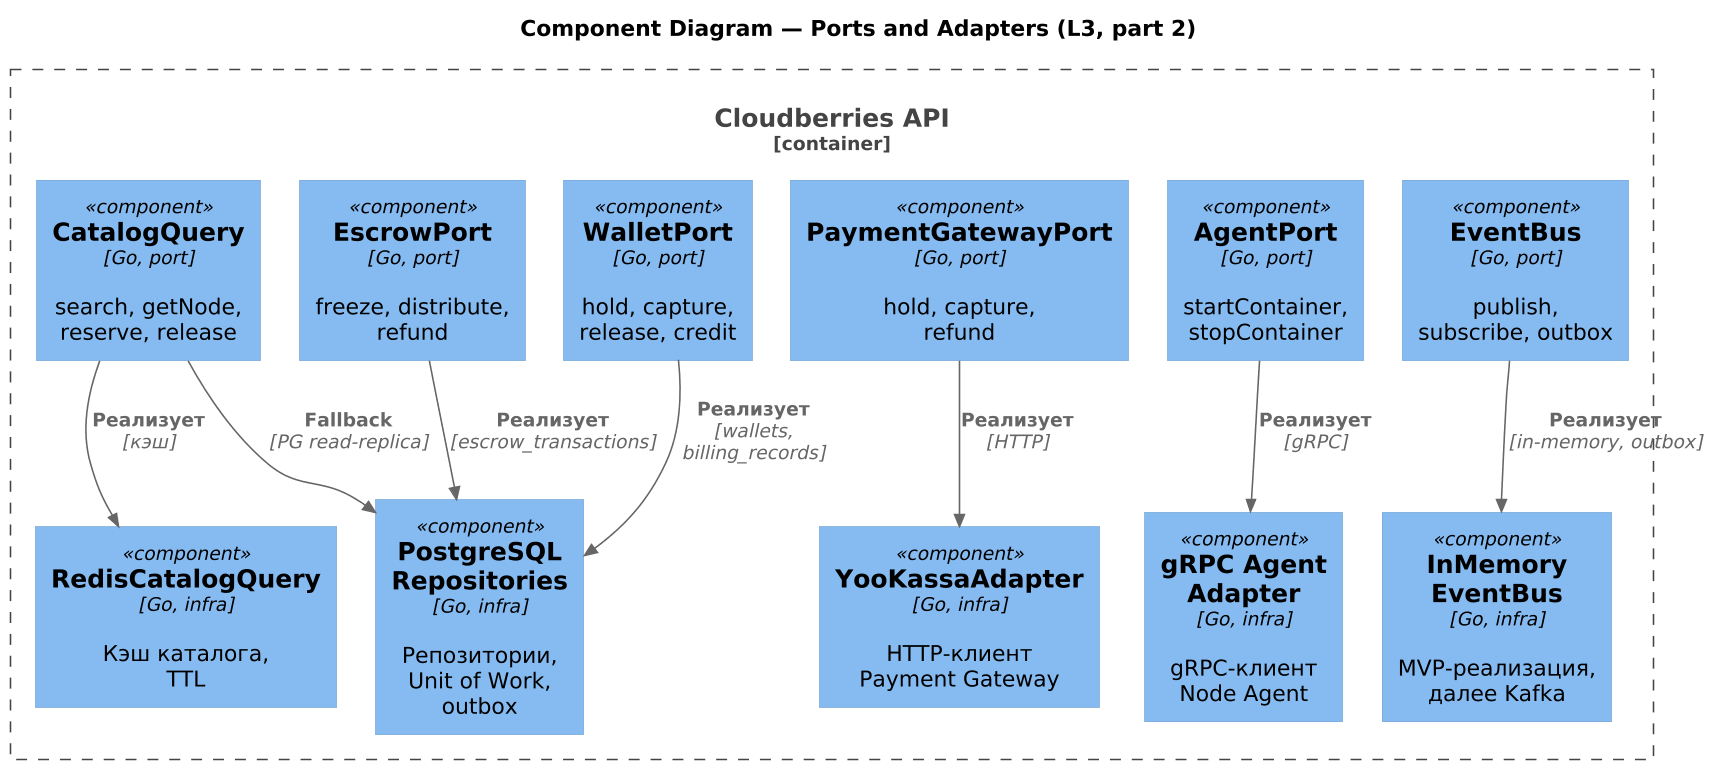 Component Diagram — Ports and Adapters (L3, part 2)
Cloudberries API
[container]
«component»
CatalogQuery
[Go, port]
search, getNode,
reserve, release
«component»
EscrowPort
[Go, port]
freeze, distribute,
refund
«component»
WalletPort
[Go, port]
hold, capture,
release, credit
«component»
PaymentGatewayPort
[Go, port]
hold, capture,
refund
«component»
AgentPort
[Go, port]
startContainer,
stopContainer
«component»
EventBus
[Go, port]
publish,
subscribe, outbox
Реализует
[кэш]
Fallback
[PG read-replica]
Реализует
[escrow_transactions]
Реализует
[wallets,
billing_records]
Реализует
[HTTP]
Реализует
[gRPC]
Реализует
[in-memory, outbox]
«component»
RedisCatalogQuery
[Go, infra]
Кэш каталога,
TTL
«component»
PostgreSQL
Repositories
[Go, infra]
Репозитории,
Unit of Work,
outbox
«component»
YooKassaAdapter
[Go, infra]
HTTP-клиент
Payment Gateway
«component»
gRPC Agent
Adapter
[Go, infra]
gRPC-клиент
Node Agent
«component»
InMemory
EventBus
[Go, infra]
MVP-реализация,
далее Kafka